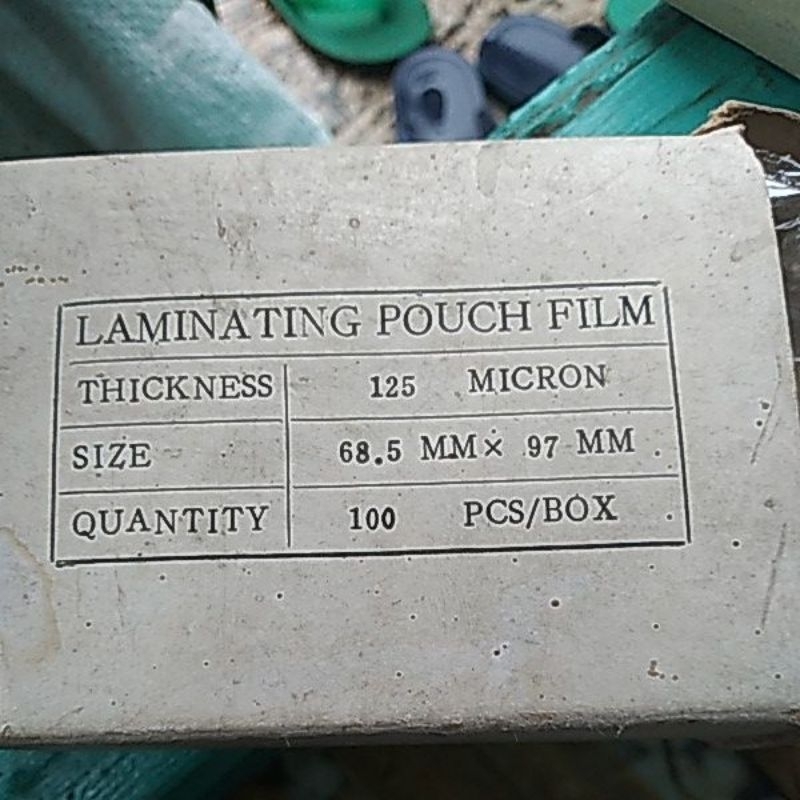 LAMINATING POUCH FILM
THICKNESS 125 MICRON
SIZE 68.5 MM× 97 MM
QUANTITY 100 PCS/BOX